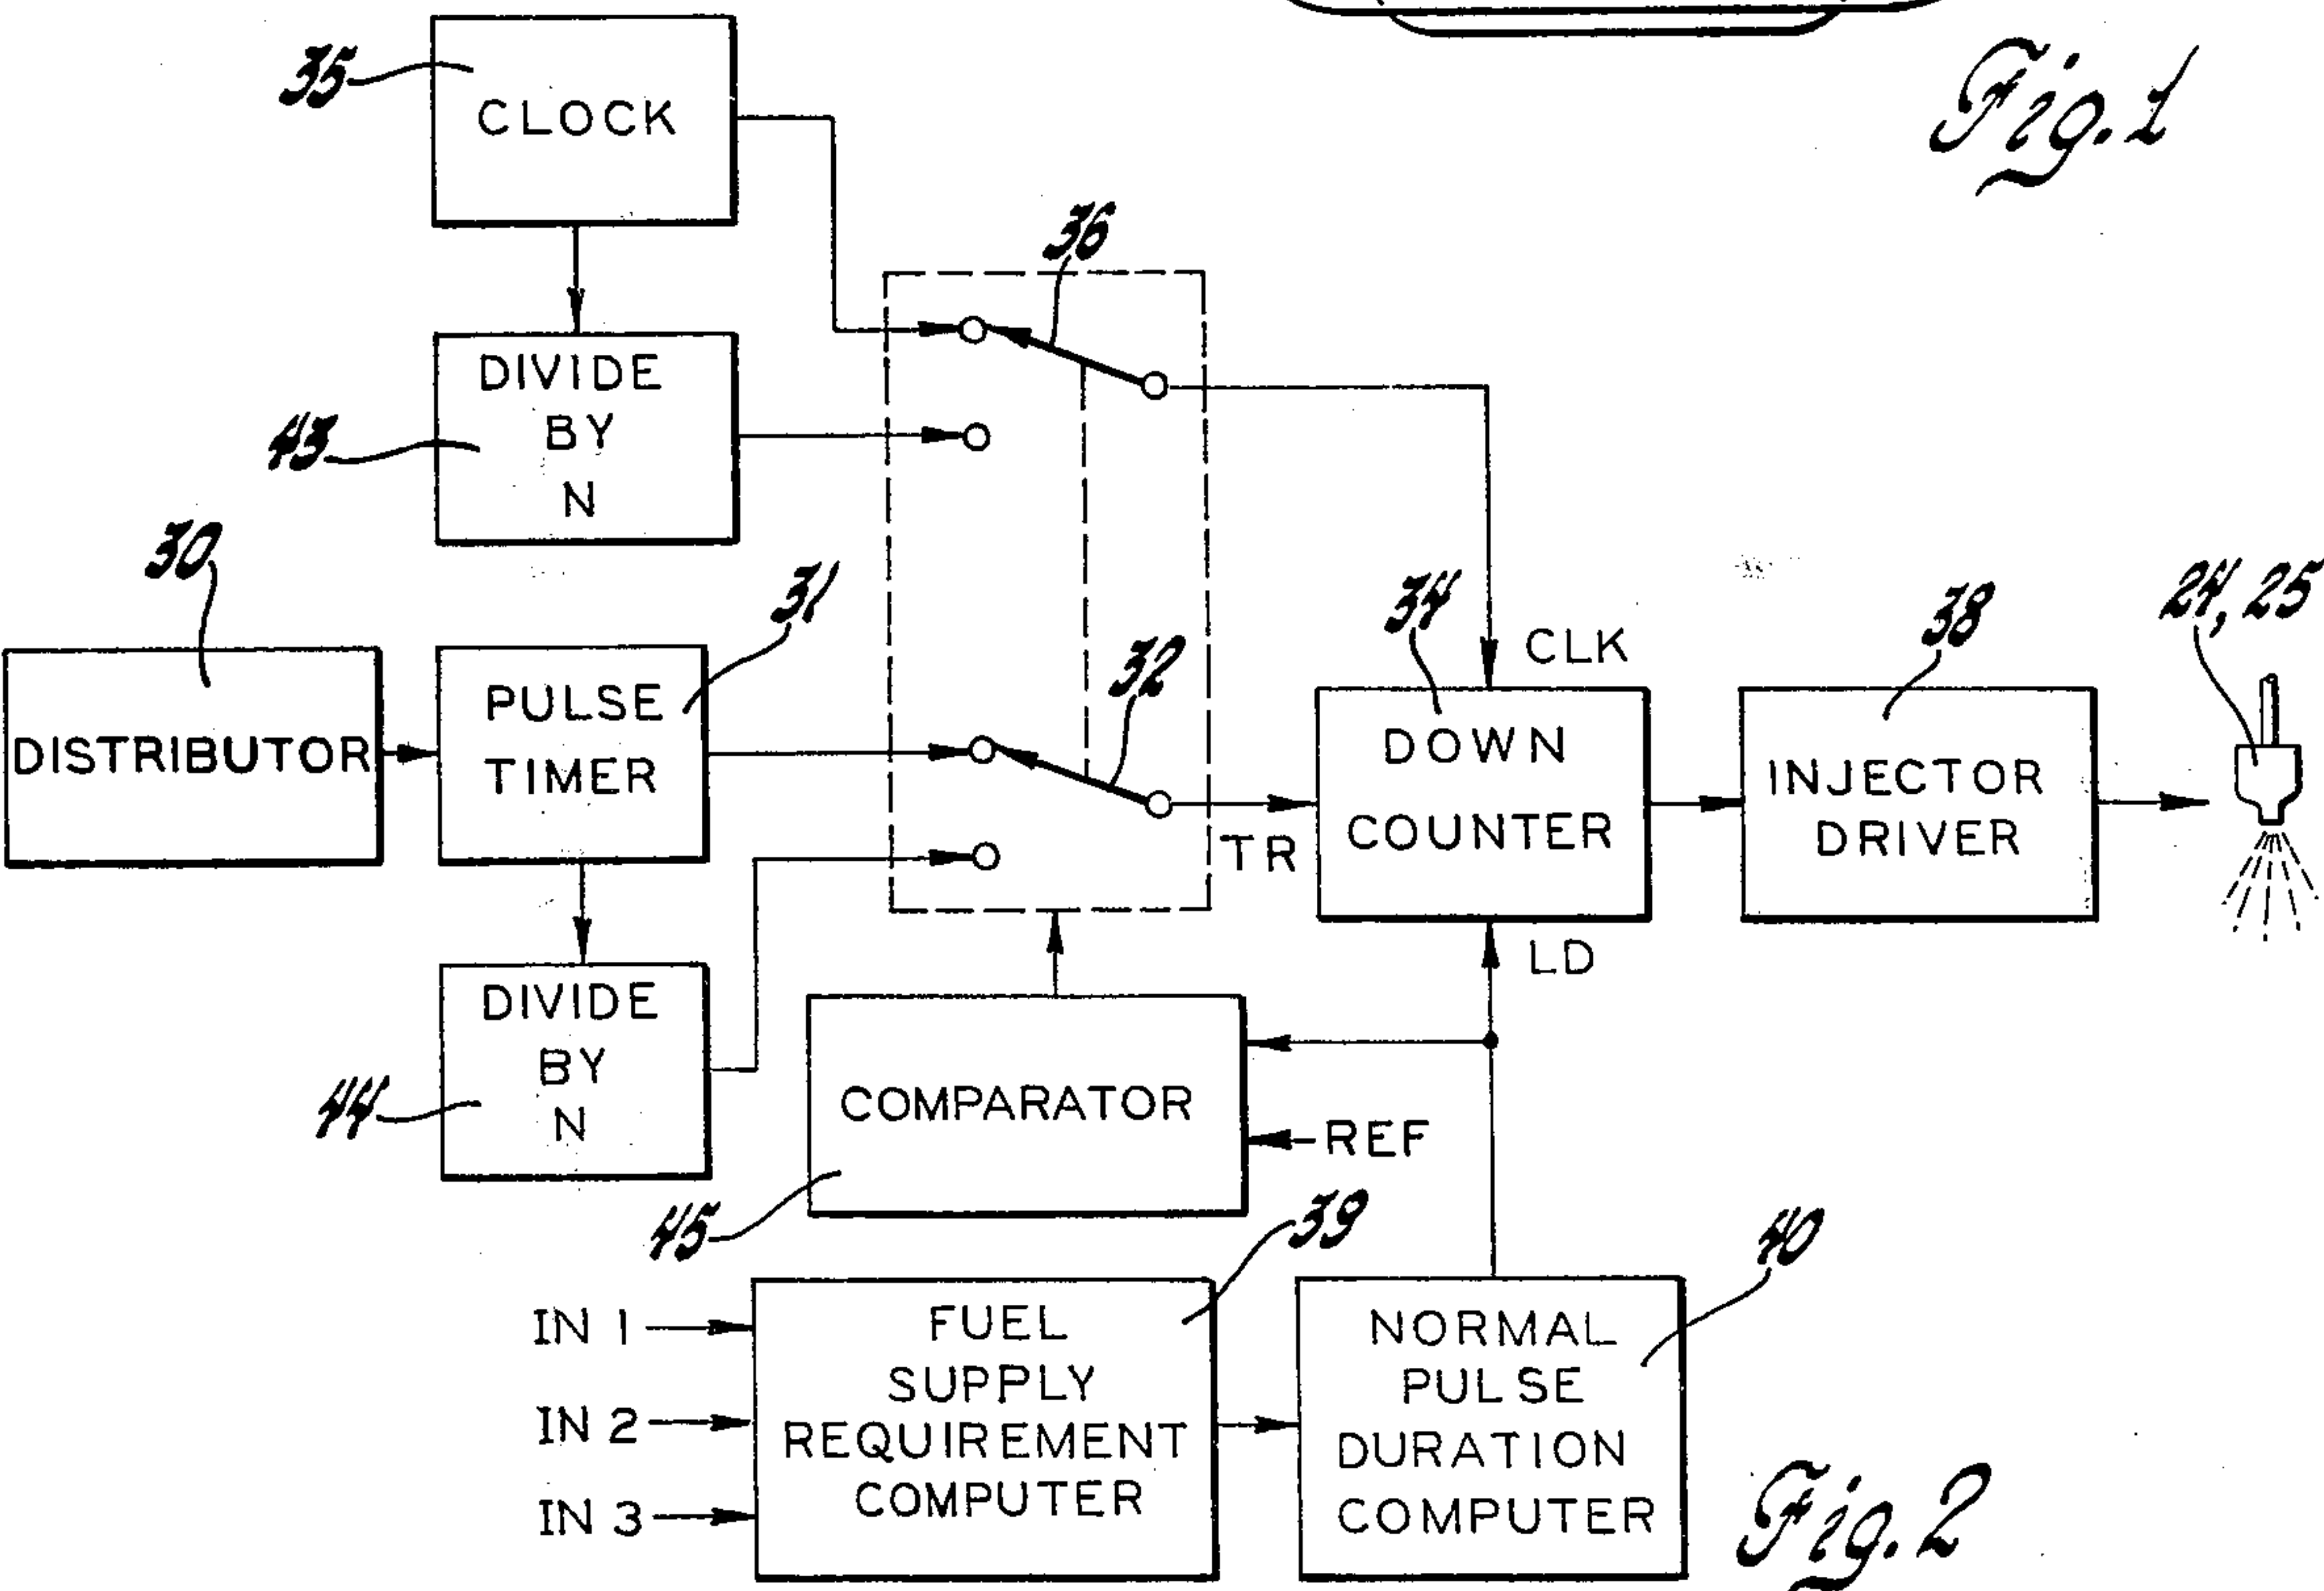 Fig. 1
35
CLOCK
36
DIVIDE
BY
N
43
30
31
32
34
CLK
38
24, 25
DISTRIBUTOR
PULSE
TIMER
DOWN
COUNTER
TR
INJECTOR
DRIVER
LD
DIVIDE
BY
N
44
COMPARATOR
REF
45
39
40
IN 1
IN 2
IN 3
FUEL
SUPPLY
REQUIREMENT
COMPUTER
NORMAL
PULSE
DURATION
COMPUTER
Fig. 2